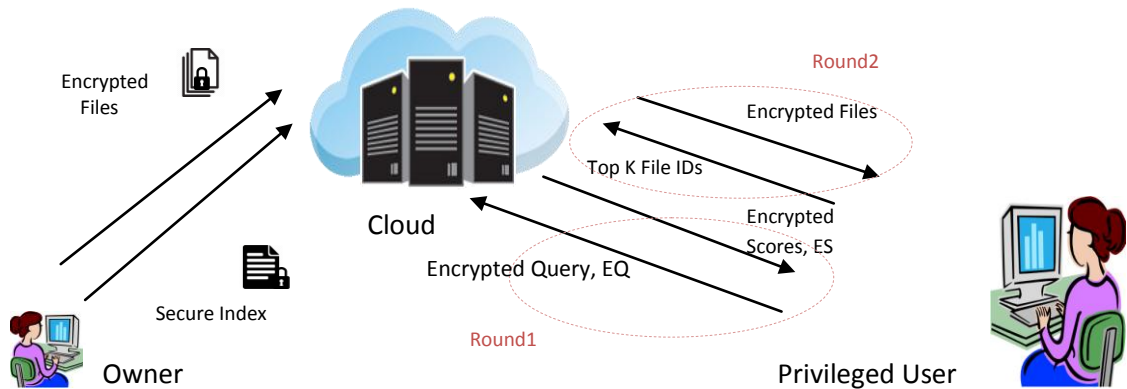 Round2
Encrypted
Files
Encrypted Files
Top K File IDs
Cloud
Encrypted
Scores, ES
Encrypted Query, EQ
Secure Index
Round1
Owner
Privileged User